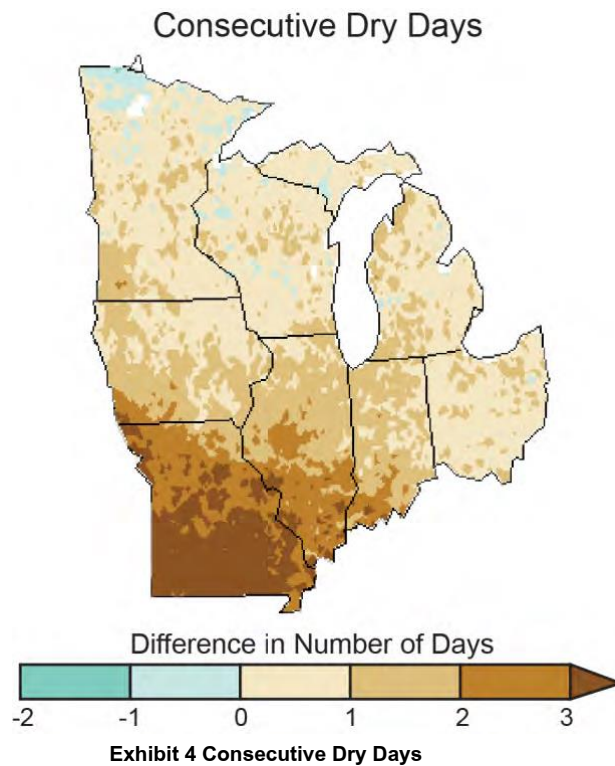 Consecutive Dry Days
Difference in Number of Days
-2 -1 0 1 2 3
Exhibit 4 Consecutive Dry Days